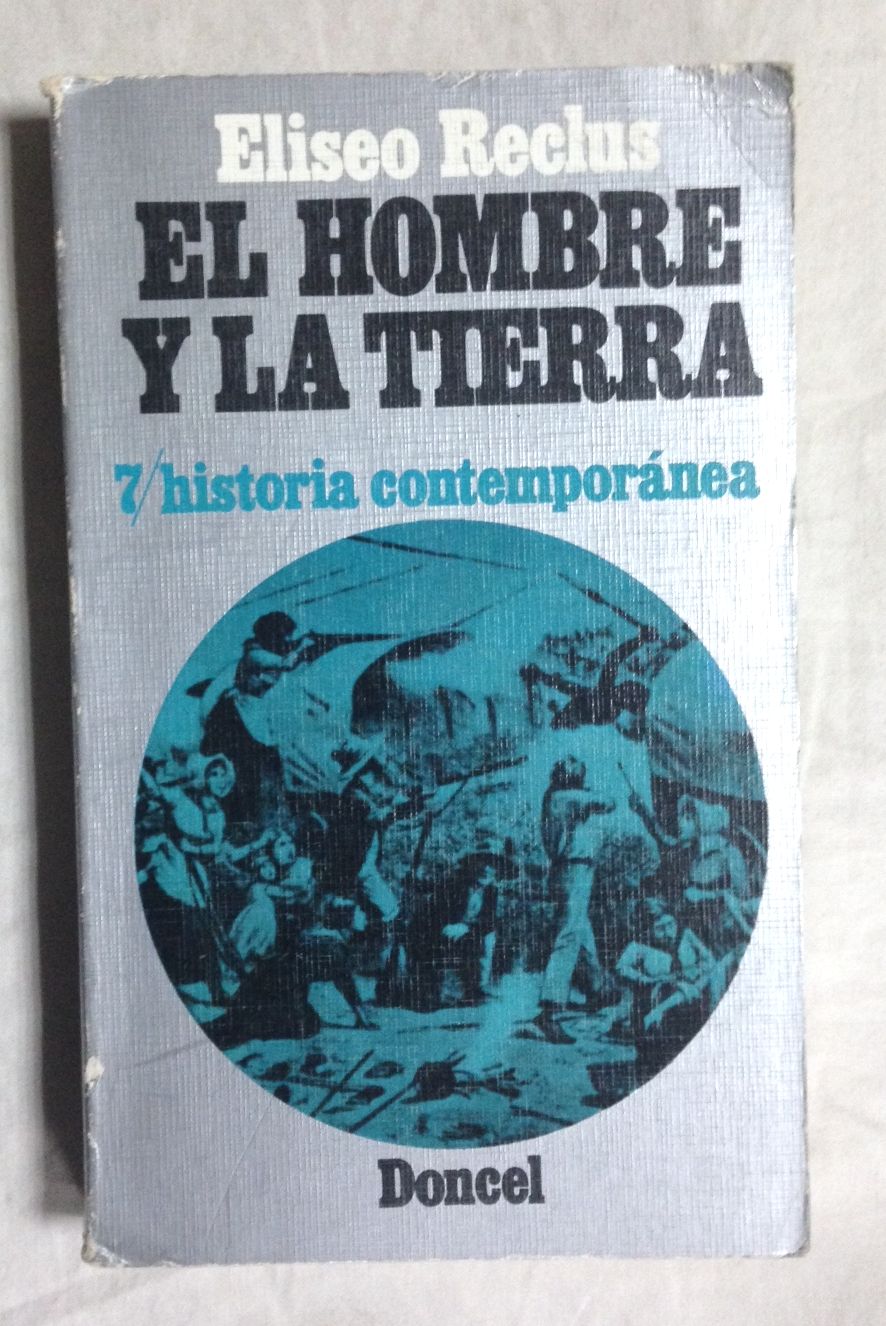 Eliseo Reclus
EL HOMBRE
Y LA TIERRA
7/historia contemporánea
Doncel